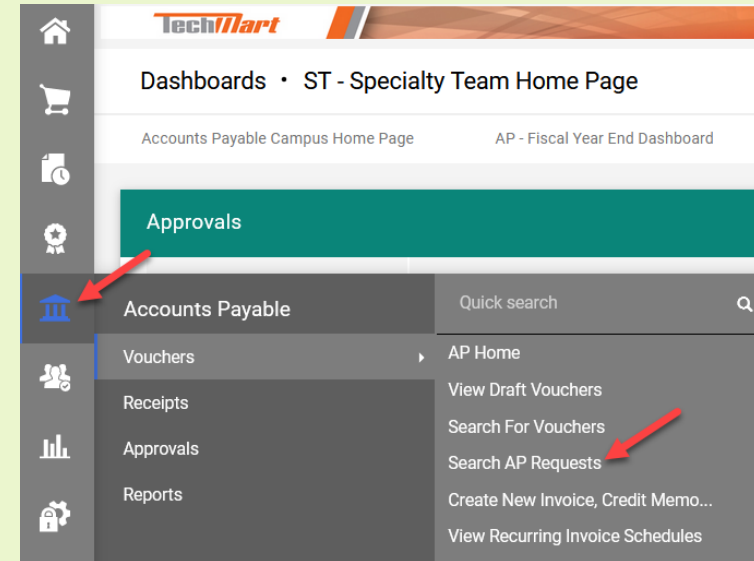 TechMart
Dashboards • ST - Specialty Team Home Page
Accounts Payable Campus Home Page AP - Fiscal Year End Dashboard
Approvals
Accounts Payable
Vouchers
Receipts
Approvals
Reports
Quick search
AP Home
View Draft Vouchers
Search For Vouchers
Search AP Requests
Create New Invoice, Credit Memo...
View Recurring Invoice Schedules